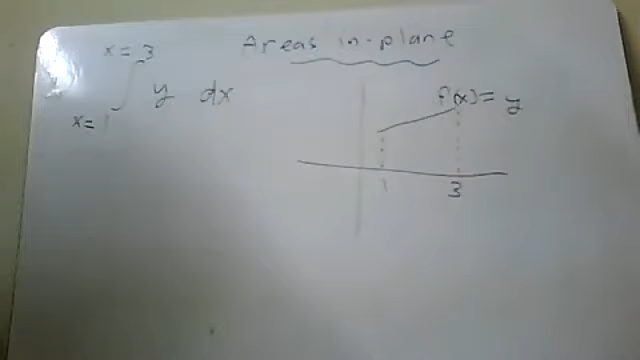 Areas in-plane
x = 3
∫ y dx
x = 1
f(x) = y
1 3